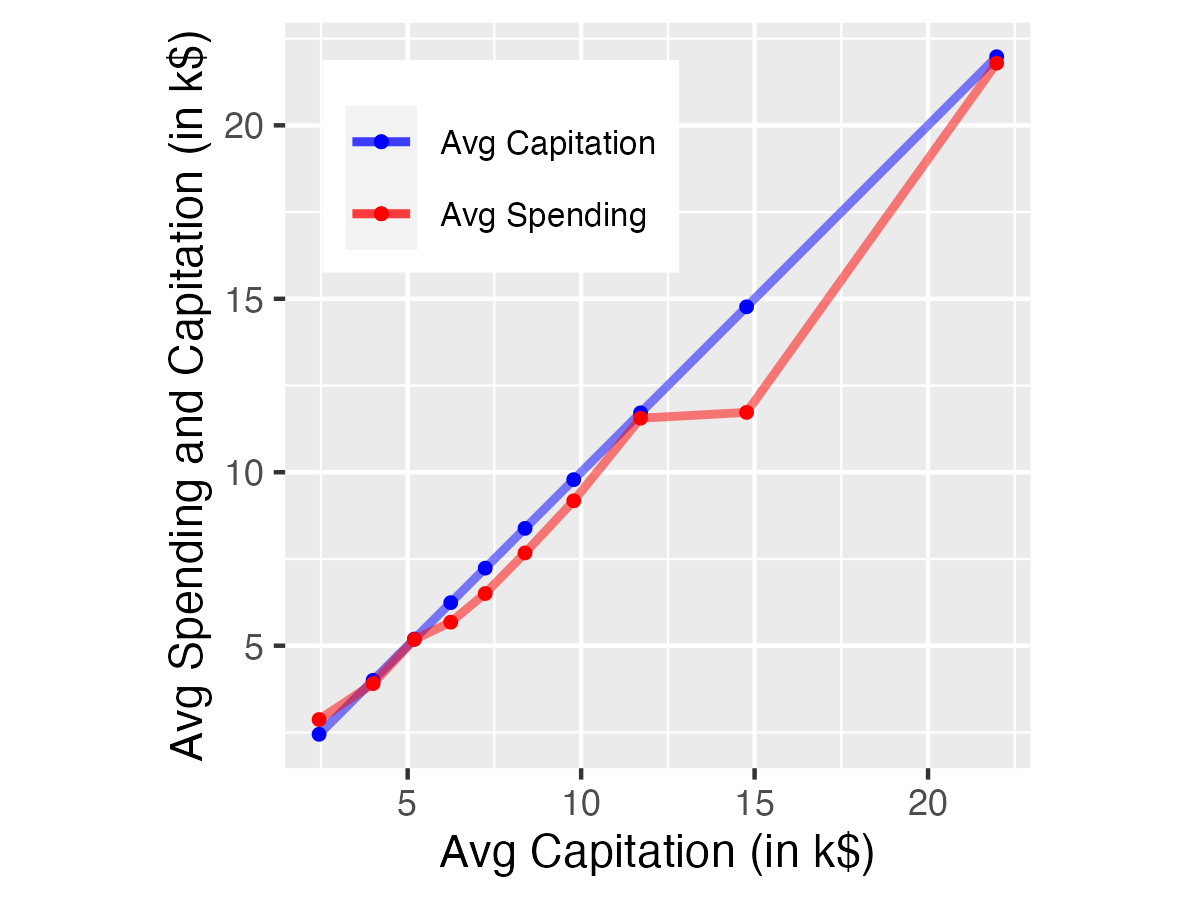 Avg Spending and Capitation (in k$)
20
15
10
5
Avg Capitation
Avg Spending
5 10 15 20
Avg Capitation (in k$)